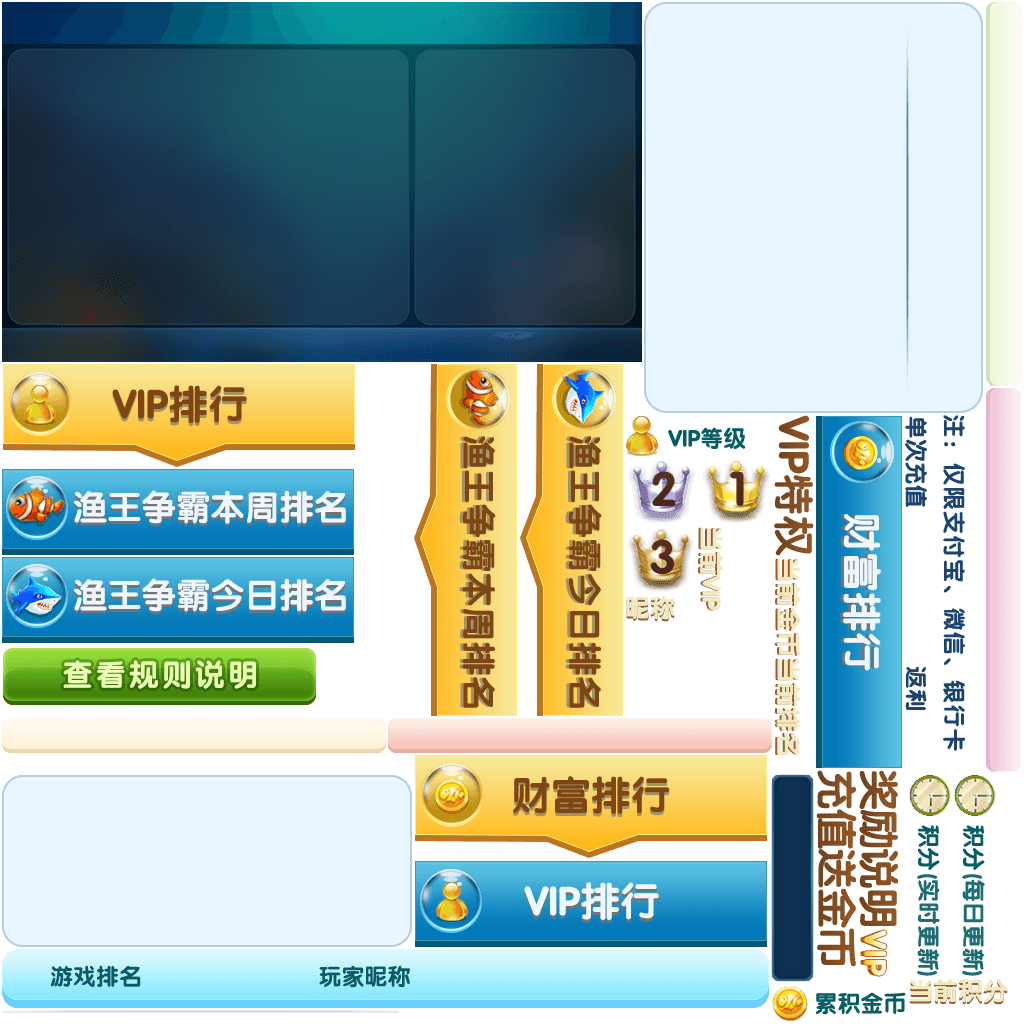 VIP排行
渔王争霸本周排名
渔王争霸今日排名
查看规则说明
渔王争霸本周排名
渔王争霸今日排名
VIP等级
2
1
3
当前VIP
昵称
VIP特权
当前金币
当前排名
财富排行
注：仅限支付宝、微信、银行卡
单次充值
返利
财富排行
VIP排行
游戏排名
玩家昵称
奖励说明
VIP
充值送金币
积分(实时更新)
积分(每日更新)
当前积分
累积金币